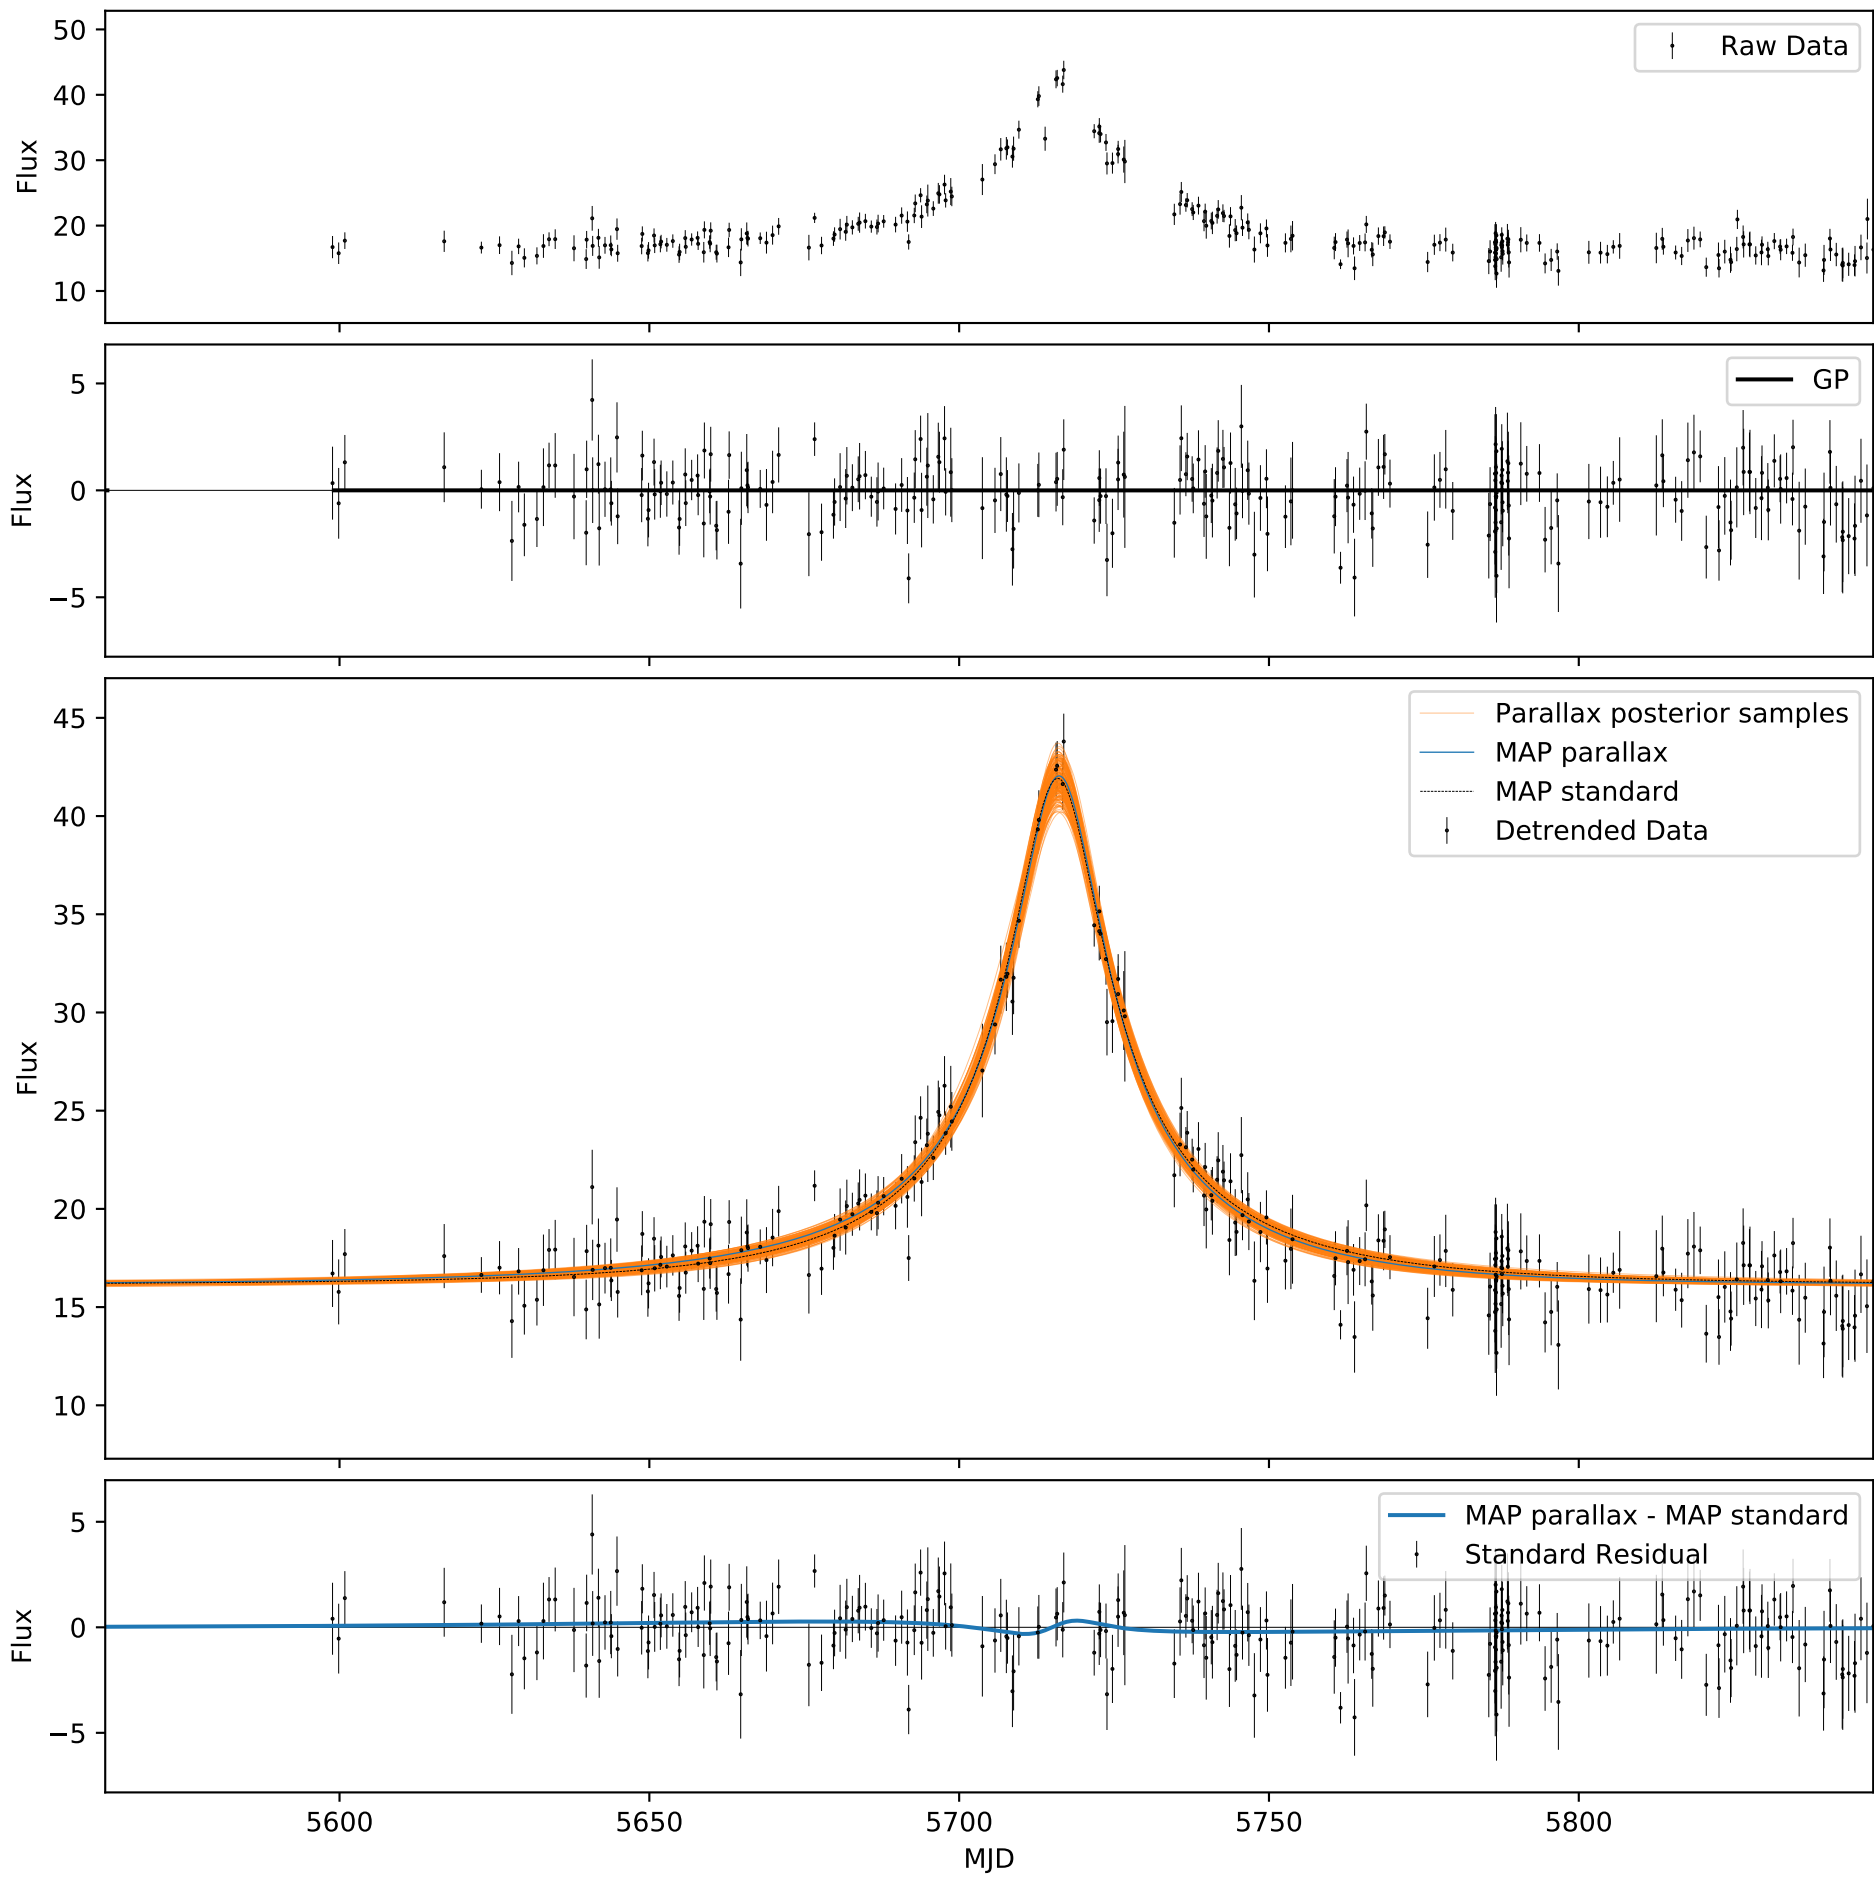 50
40
30
20
10
Flux
Raw Data
5
0
−5
Flux
GP
45
40
35
30
25
20
15
10
Flux
Parallax posterior samples
MAP parallax
MAP standard
Detrended Data
5
0
−5
Flux
MAP parallax - MAP standard
Standard Residual
5600 5650 5700 5750 5800
MJD